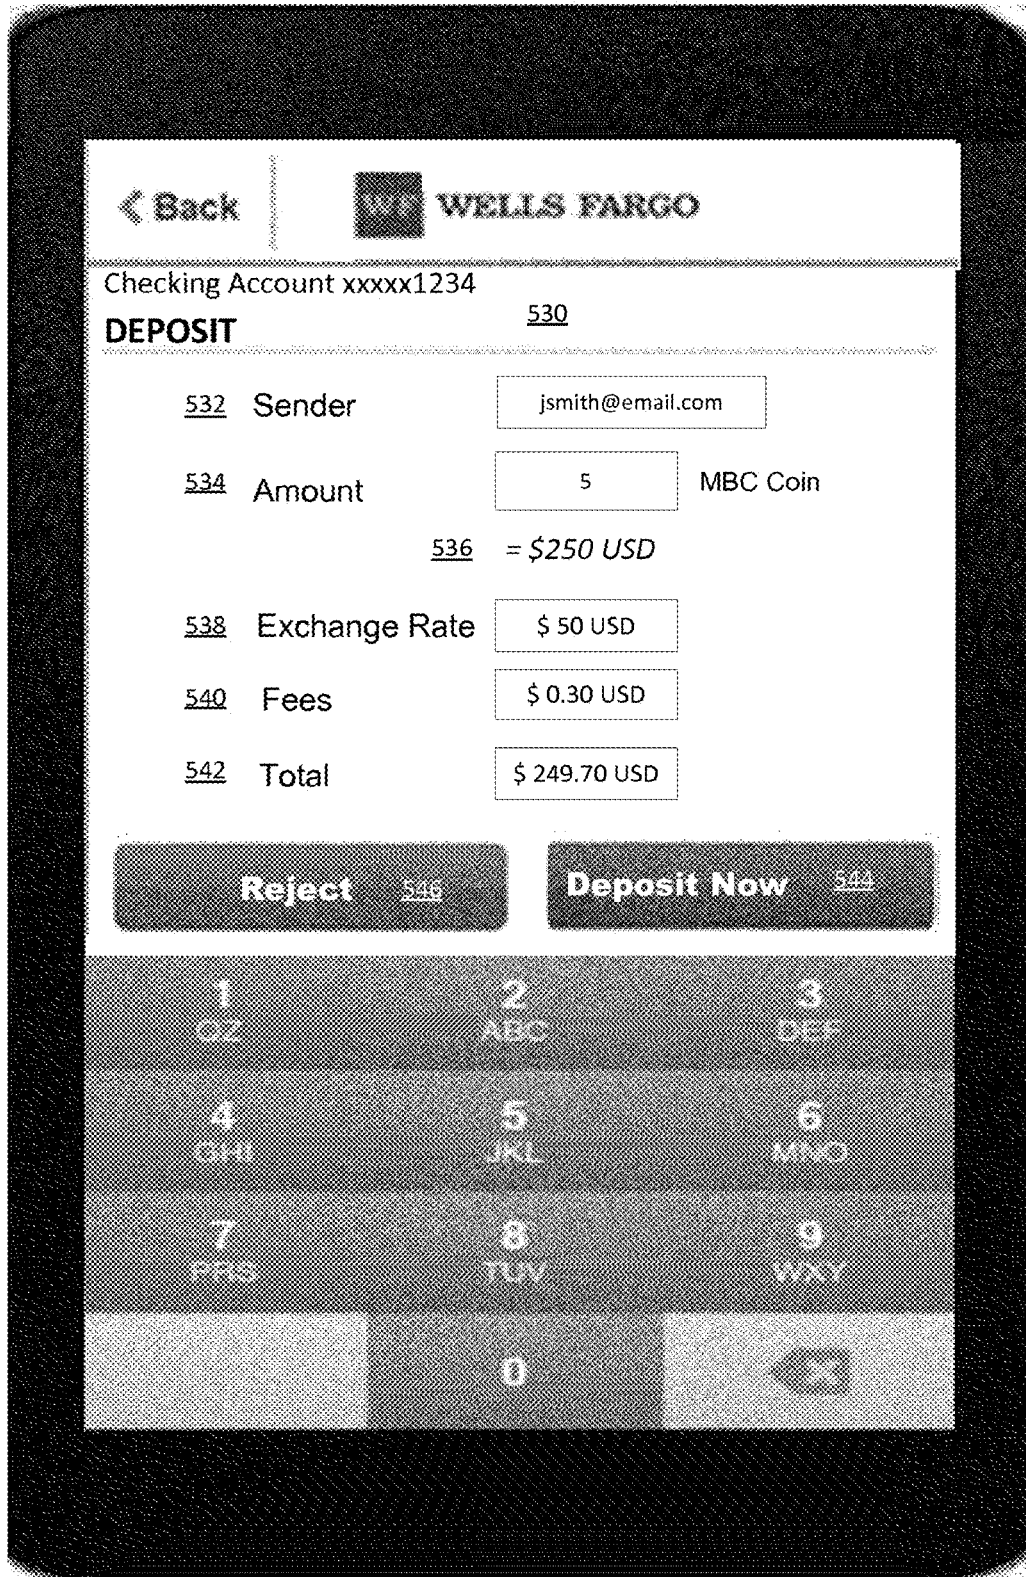 Back WF WELLS FARGO
Checking Account xxxxx1234
530
DEPOSIT
532 Sender jsmith@email.com
534 Amount 5 MBC Coin
536 = $250 USD
538 Exchange Rate $ 50 USD
540 Fees $ 0.30 USD
542 Total $ 249.70 USD
Reject 546 Deposit Now 544
1 2 3
QZ ABC DEF
4 5 6
GHI JKL MNO
7 8 9
PRS TUV WXY
0